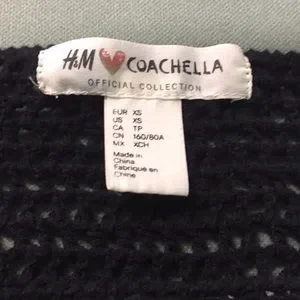 H&M COACHELLA
OFFICIAL COLLECTION
EUR XS
US XS
CA TP
CN 160/80A
MX XCH
Made in
China
Fabriqué en
Chine